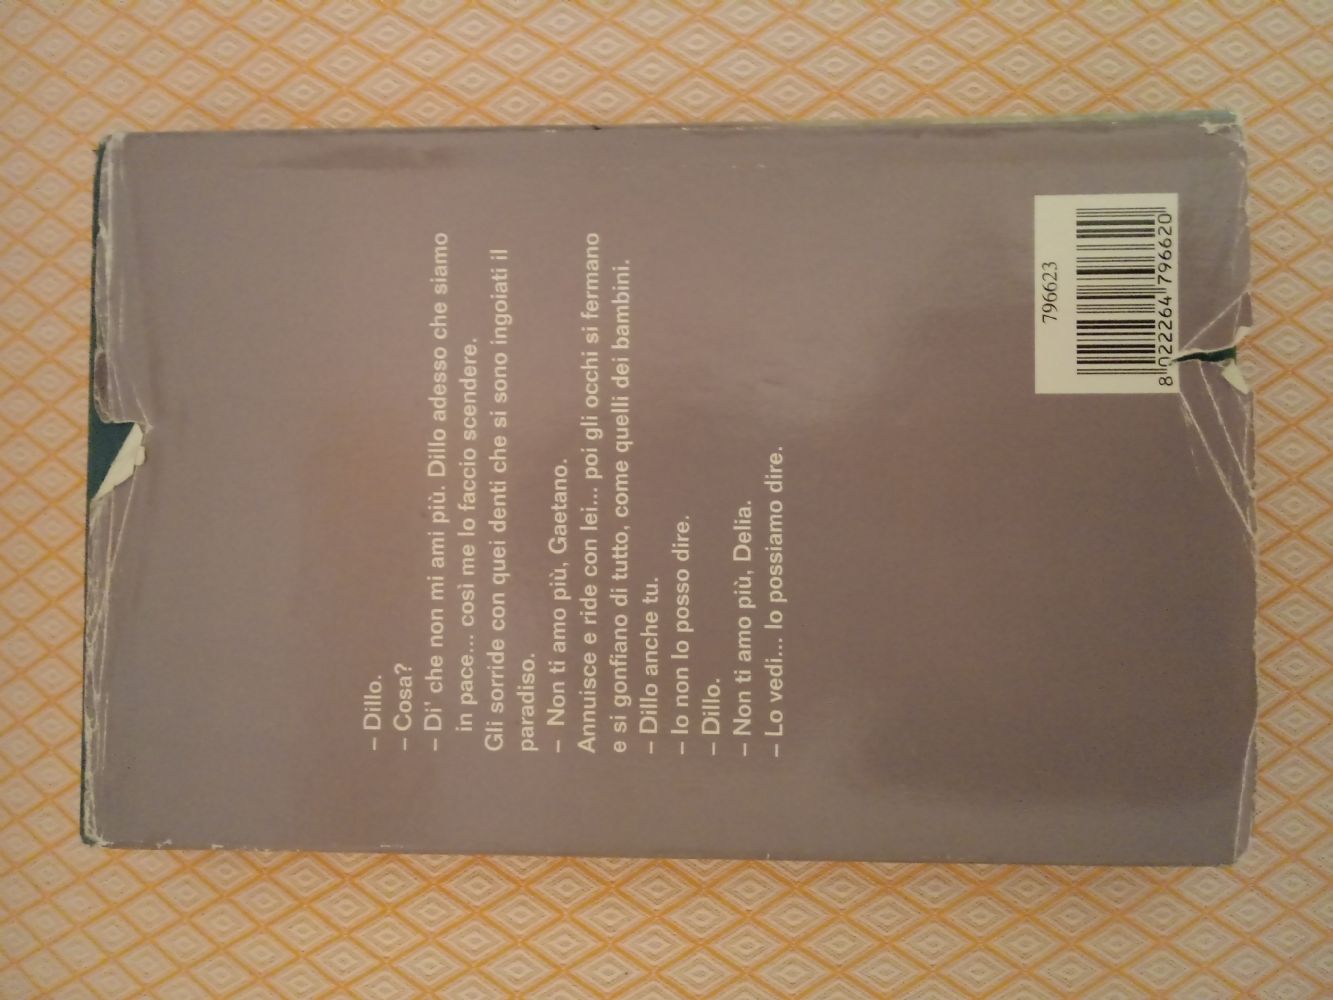 – Dillo.
– Cosa?
– Di' che non mi ami più. Dillo adesso che siamo
in pace... così me lo faccio scendere.
Gli sorride con quei denti che si sono ingoiati il
paradiso.
– Non ti amo più, Gaetano.
Annuisce e ride con lei... poi gli occhi si fermano
e si gonfiano di tutto, come quelli dei bambini.
– Dillo anche tu.
– Io non lo posso dire.
– Dillo.
– Non ti amo più, Delia.
– Lo vedi... lo possiamo dire.
796623
8 022264 796620